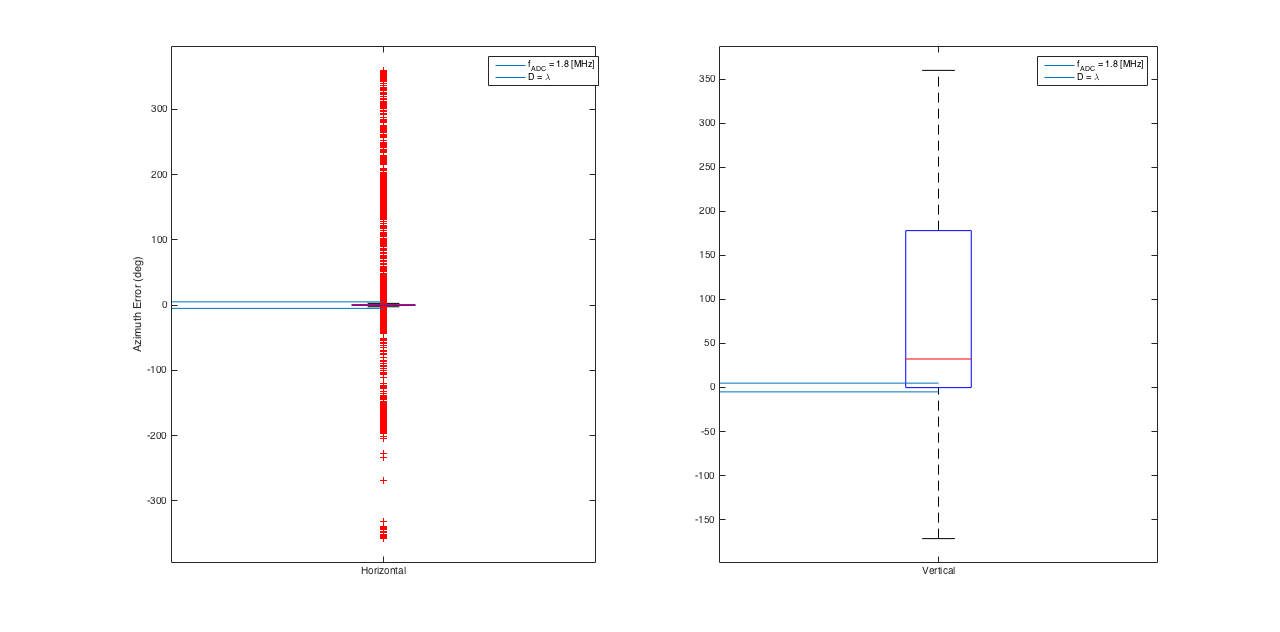 f_ADC = 1.8 [MHz]
D = λ
300
200
100
0
-100
-200
-300
Azimuth Error (deg)
Horizontal
f_ADC = 1.8 [MHz]
D = λ
350
300
250
200
150
100
50
0
-50
-100
-150
Vertical